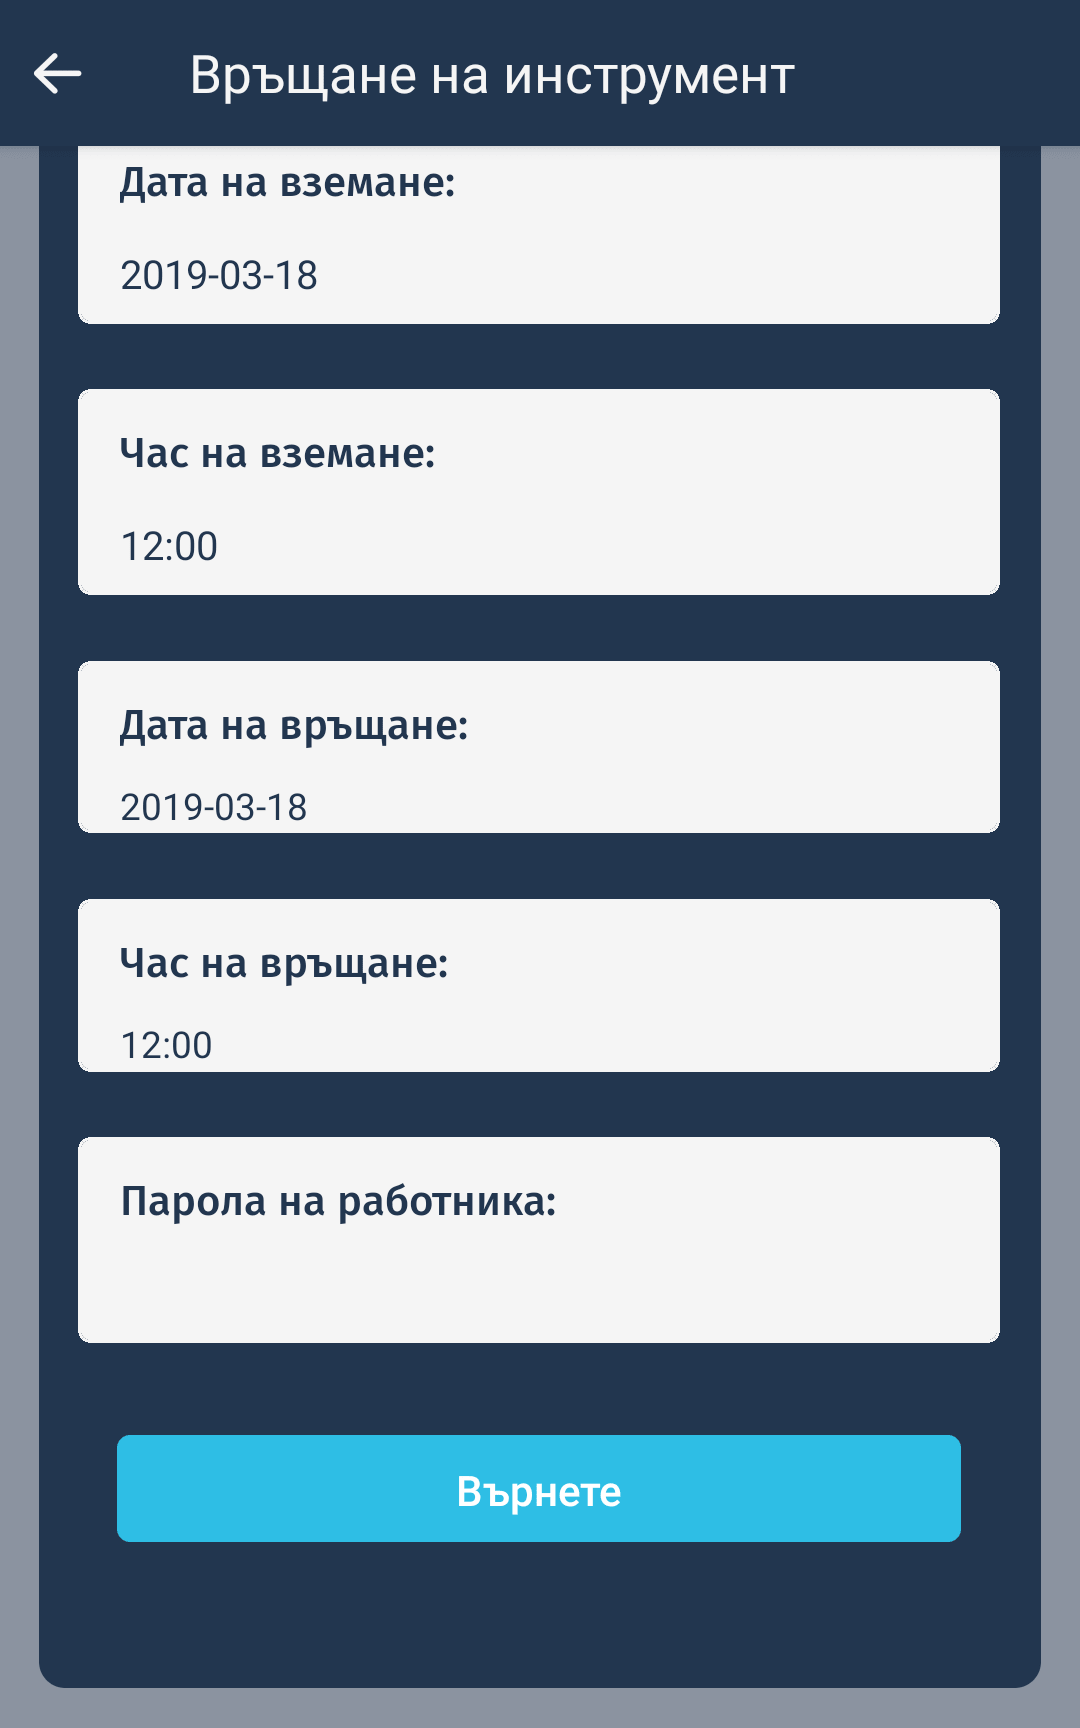 Връщане на инструмент
Дата на вземане:
2019-03-18
Час на вземане:
12:00
Дата на връщане:
2019-03-18
Час на връщане:
12:00
Парола на работника:
Върнете